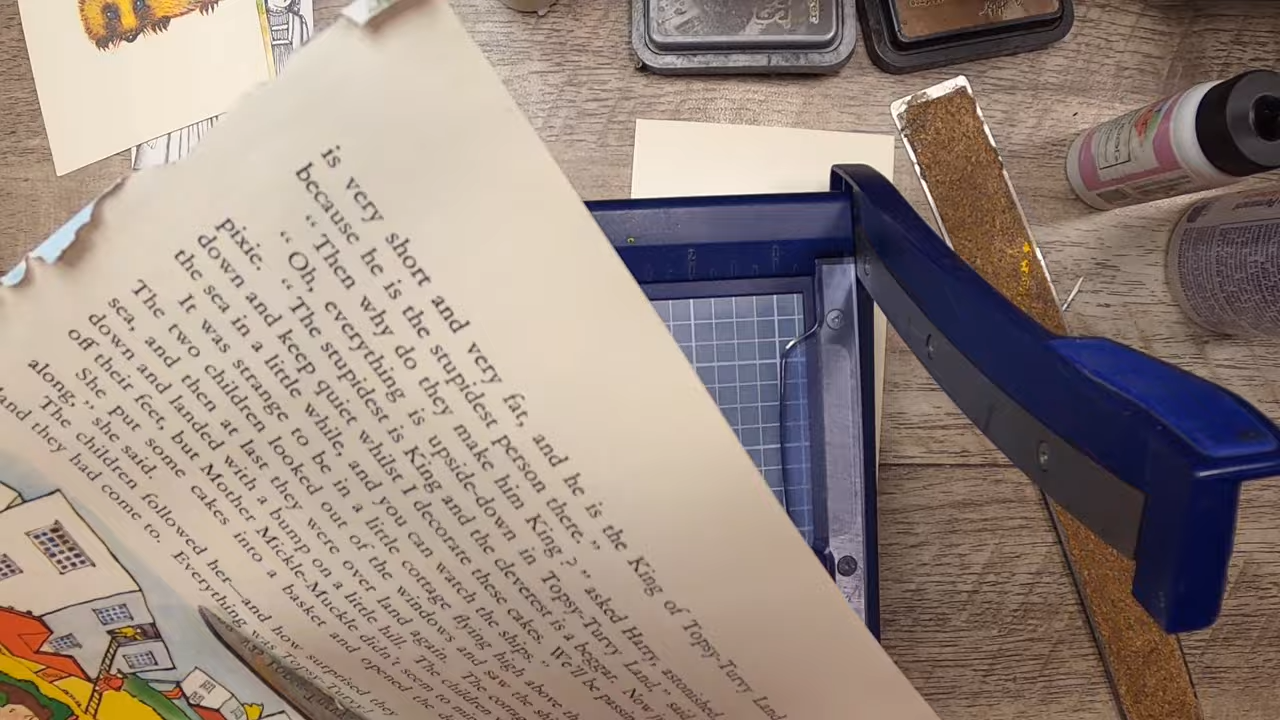 is very short and very fat, and he is the King of Topsy-Turvy Land
because he is the stupidest person there."
" Then why do they make him King ? " asked Harry, astonished
" Oh, everything is upside-down in Topsy-Turvy Land," said
pixie. " The stupidest is King and the cleverest is a beggar. Now
down and keep quiet whilst I decorate these cakes. We'll be passin
the sea in a little while, and you can watch the ships."
It was strange to be in a little cottage flying high above the
The two children looked out of the windows and saw the
sea, and then at last they were over land again. The
down and landed with a bump on a little hill. The children
off their feet, but Mother Mickle-Muckle didn't seem to
She put some cakes into a basket and opened the
along," she said.
The children followed her—and how surprised they
land they had come to. Everything was